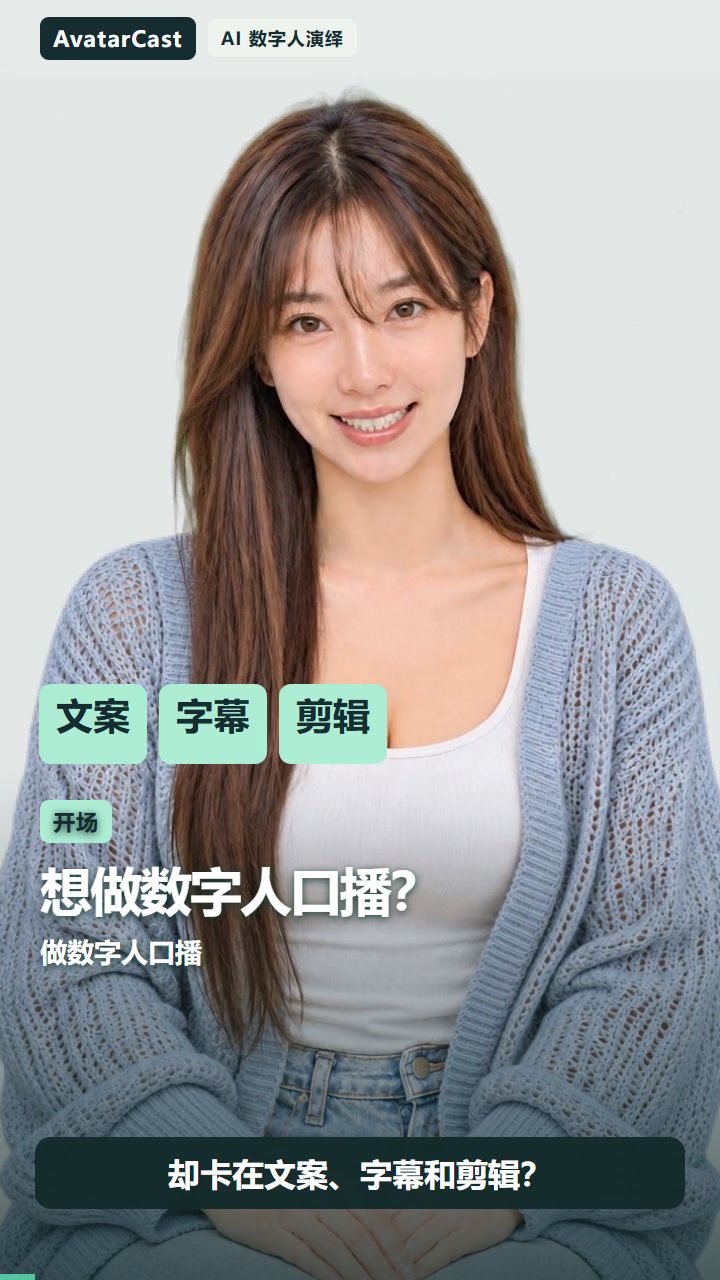 AvatarCast
AI 数字人演绎
文案 字幕 剪辑
开场
想做数字人口播？
做数字人口播
却卡在文案、字幕和剪辑？